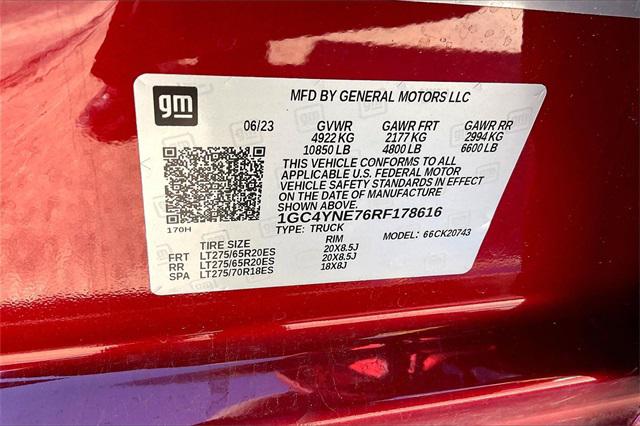 gm
MFD BY GENERAL MOTORS LLC
06/23 GVWR GAWR FRT GAWR RR
4922 KG 2177 KG 2994 KG
10850 LB 4800 LB 6600 LB
THIS VEHICLE CONFORMS TO ALL
APPLICABLE U.S. FEDERAL MOTOR
VEHICLE SAFETY STANDARDS IN EFFECT
ON THE DATE OF MANUFACTURE
SHOWN ABOVE.
1GC4YNE76RF178616
170H
TYPE: TRUCK MODEL: 66CK20743
TIRE SIZE RIM
FRT LT275/65R20ES 20X8.5J
RR LT275/65R20ES 20X8.5J
SPA LT275/70R18ES 18X8J